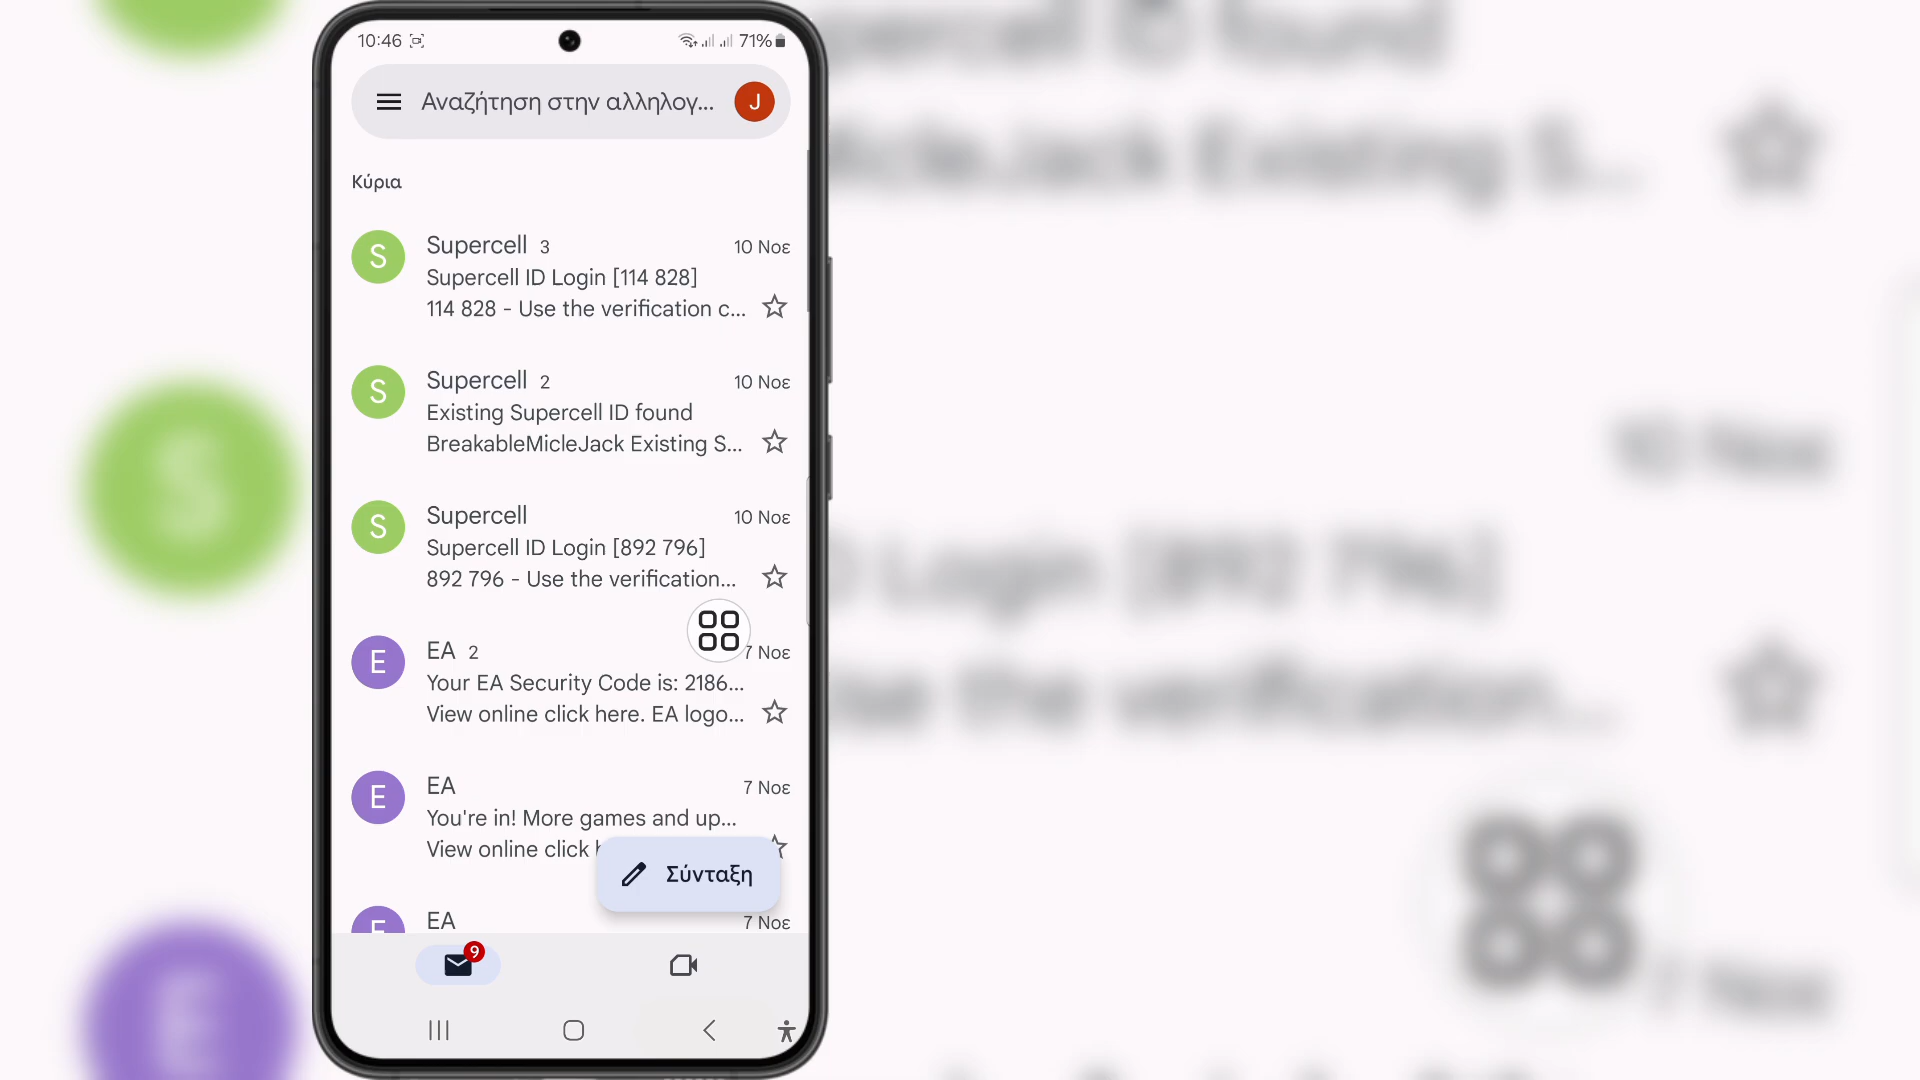 10:46 71%
Αναζήτηση στην αλληλογ... J
Κύρια
S Supercell 3 10 Νοε
Supercell ID Login [114 828]
114 828 - Use the verification c...
S Supercell 2 10 Νοε
Existing Supercell ID found
BreakableMicleJack Existing S...
S Supercell 10 Νοε
Supercell ID Login [892 796]
892 796 - Use the verification...
E EA 2 7 Νοε
Your EA Security Code is: 2186...
View online click here. EA logo...
E EA 7 Νοε
You're in! More games and up...
View online click
Σύνταξη
E EA 7 Νοε
9